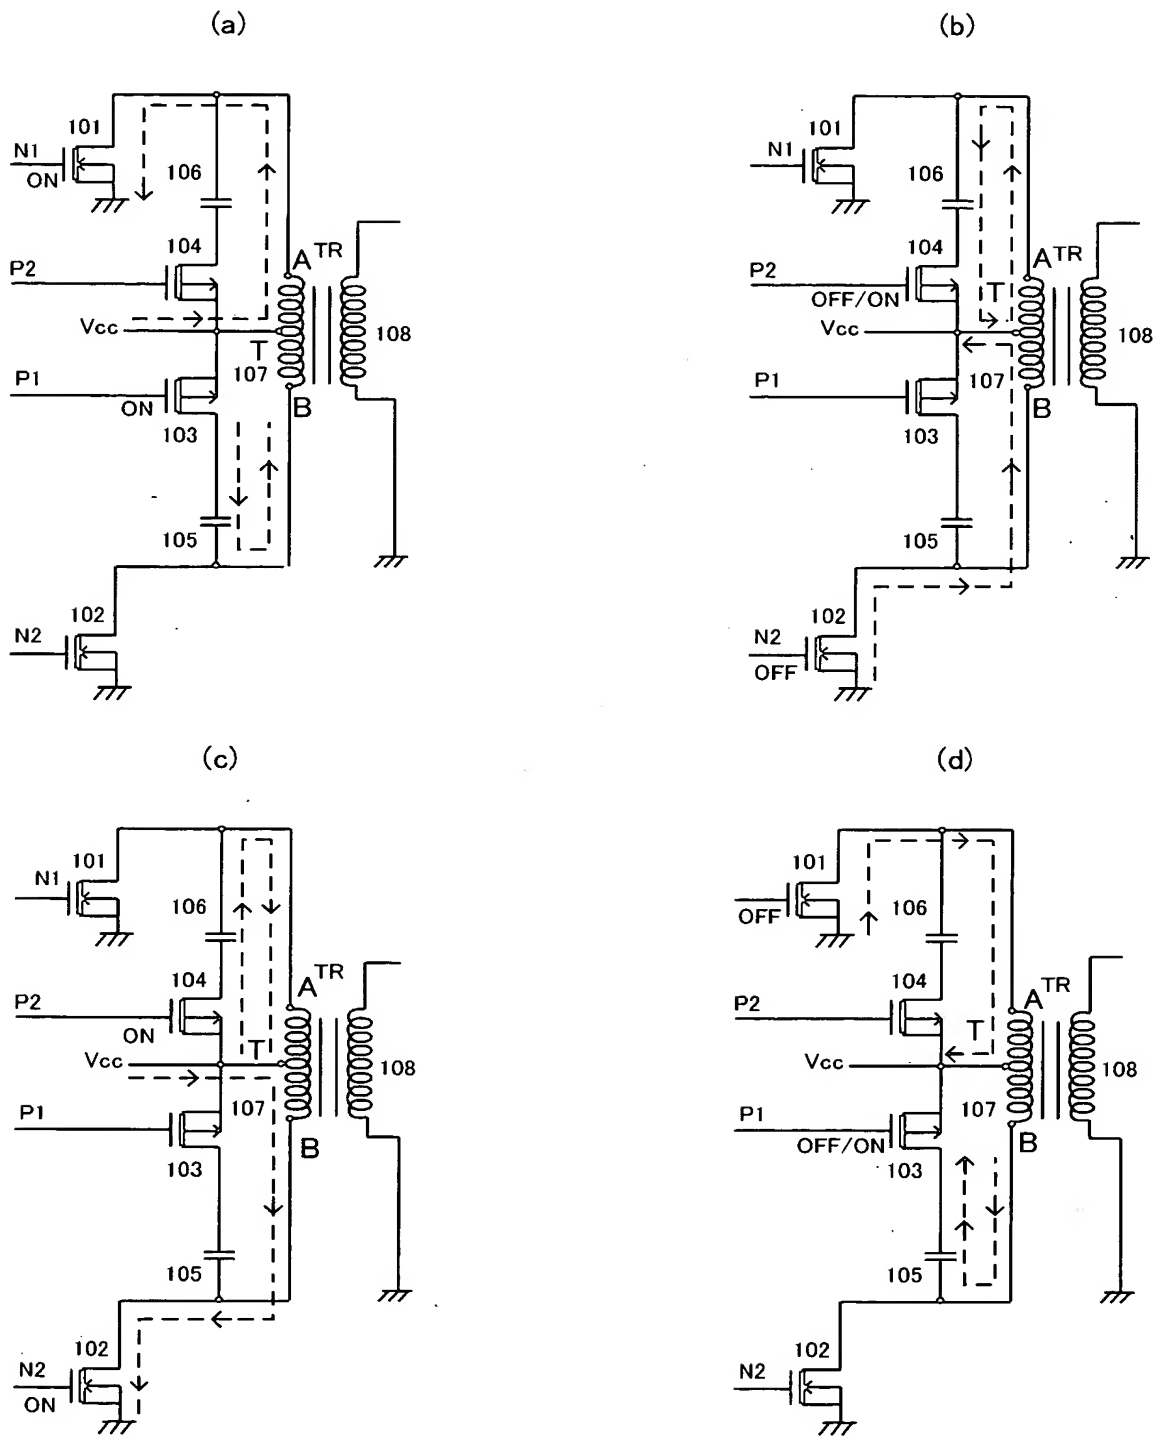 (a)
101
N1
ON
106
104
P2
A TR
Vcc
T
108
107
P1
ON
B
103
105
102
N2
(b)
101
N1
106
104
P2
OFF/ON
A TR
T
Vcc
108
107
P1
B
103
105
102
N2
OFF
(c)
101
N1
106
104
P2
ON
A TR
Vcc
T
108
107
P1
103
B
105
102
N2
ON
(d)
101
OFF
106
104
P2
A TR
T
Vcc
108
107
P1
OFF/ON
B
103
105
102
N2